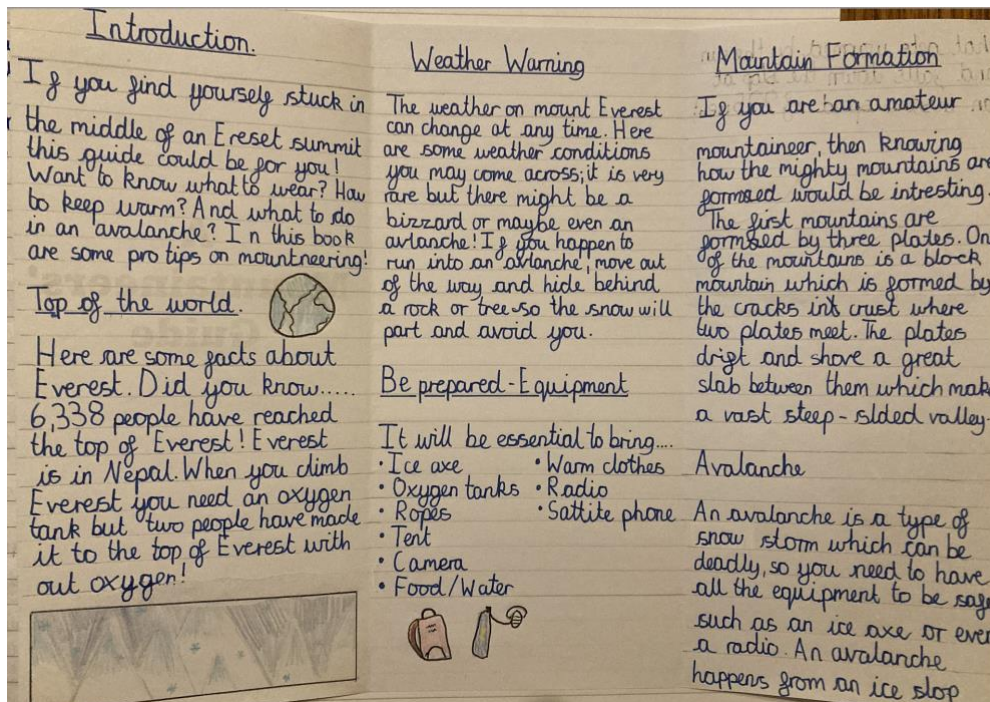 Introduction.
If you find yourself stuck in
the middle of an Ereset summit
this guide could be for you!
Want to know what to wear? How
to keep warm? And what to do
in an avalanche? In this book
are some pro tips on mountneering!
Top of the world.
Here are some facts about
Everest. Did you know.....
6,338 people have reached
the top of Everest! Everest
is in Nepal. When you climb
Everest you need an oxygen
tank but two people have made
it to the top of Everest with
out oxygen!
Weather Warning
The weather on mount Everest
can change at any time. Here
are some weather conditions
you may come across; it is very
rare but there might be a
bizzard or maybe even an
avlanche! If you happen to
run into an avlanche, move out
of the way and hide behind
a rock or tree so the snow will
part and avoid you.
Be prepared - Equipment
It will be essential to bring....
• Ice axe
• Oxygen tanks
• Ropes
• Tent
• Camera
• Food/Water
• Warm clothes
• Radio
• Sattite phone
Mountain Formation
If you are an amateur
mountaineer, then knowing
how the mighty mountains are
formed would be intresting.
The first mountains are
formed by three plates. On
of the mountains is a block
mountain which is formed by
the cracks in crust where
two plates meet. The plates
drift and shove a great
slab between them which mak
a vast steep-sided valley.
Avalanche
An avalanche is a type of
snow storm which can be
deadly, so you need to have
all the equipment to be safe
such as an ice axe or even
a radio. An avalanche
happens from an ice slop